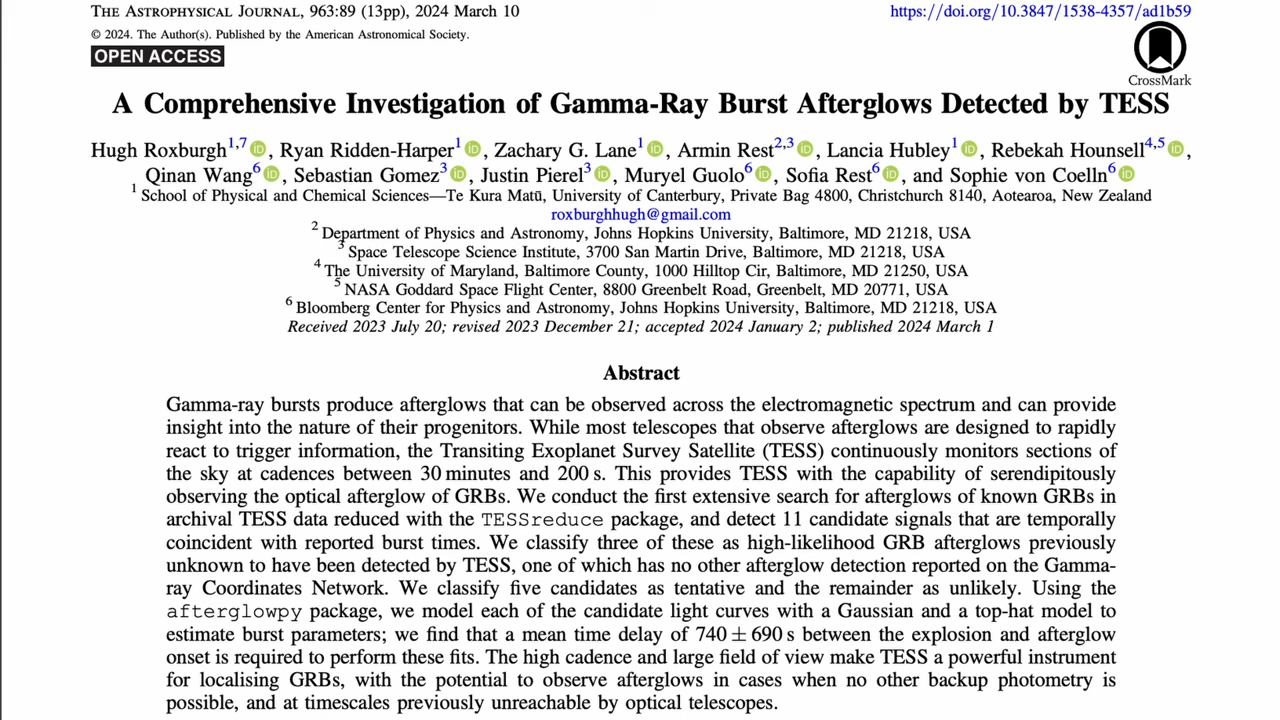 THE ASTROPHYSICAL JOURNAL, 963:89 (13pp), 2024 March 10
https://doi.org/10.3847/1538-4357/ad1b59
© 2024. The Author(s). Published by the American Astronomical Society.
OPEN ACCESS
CrossMark
A Comprehensive Investigation of Gamma-Ray Burst Afterglows Detected by TESS
Hugh Roxburgh1,7 iD, Ryan Ridden-Harper1 iD, Zachary G. Lane1 iD, Armin Rest2,3 iD, Lancia Hubley1 iD, Rebekah Hounsell4,5 iD,
Qinan Wang6 iD, Sebastian Gomez3 iD, Justin Pierel3 iD, Muryel Guolo6 iD, Sofia Rest6 iD, and Sophie von Coelln6 iD
1 School of Physical and Chemical Sciences—Te Kura Matū, University of Canterbury, Private Bag 4800, Christchurch 8140, Aotearoa, New Zealand
roxburghhugh@gmail.com
2 Department of Physics and Astronomy, Johns Hopkins University, Baltimore, MD 21218, USA
3 Space Telescope Science Institute, 3700 San Martin Drive, Baltimore, MD 21218, USA
4 The University of Maryland, Baltimore County, 1000 Hilltop Cir, Baltimore, MD 21250, USA
5 NASA Goddard Space Flight Center, 8800 Greenbelt Road, Greenbelt, MD 20771, USA
6 Bloomberg Center for Physics and Astronomy, Johns Hopkins University, Baltimore, MD 21218, USA
Received 2023 July 20; revised 2023 December 21; accepted 2024 January 2; published 2024 March 1
Abstract
Gamma-ray bursts produce afterglows that can be observed across the electromagnetic spectrum and can provide
insight into the nature of their progenitors. While most telescopes that observe afterglows are designed to rapidly
react to trigger information, the Transiting Exoplanet Survey Satellite (TESS) continuously monitors sections of
the sky at cadences between 30 minutes and 200 s. This provides TESS with the capability of serendipitously
observing the optical afterglow of GRBs. We conduct the first extensive search for afterglows of known GRBs in
archival TESS data reduced with the TESSreduce package, and detect 11 candidate signals that are temporally
coincident with reported burst times. We classify three of these as high-likelihood GRB afterglows previously
unknown to have been detected by TESS, one of which has no other afterglow detection reported on the Gamma-
ray Coordinates Network. We classify five candidates as tentative and the remainder as unlikely. Using the
afterglowpy package, we model each of the candidate light curves with a Gaussian and a top-hat model to
estimate burst parameters; we find that a mean time delay of 740 ± 690 s between the explosion and afterglow
onset is required to perform these fits. The high cadence and large field of view make TESS a powerful instrument
for localising GRBs, with the potential to observe afterglows in cases when no other backup photometry is
possible, and at timescales previously unreachable by optical telescopes.